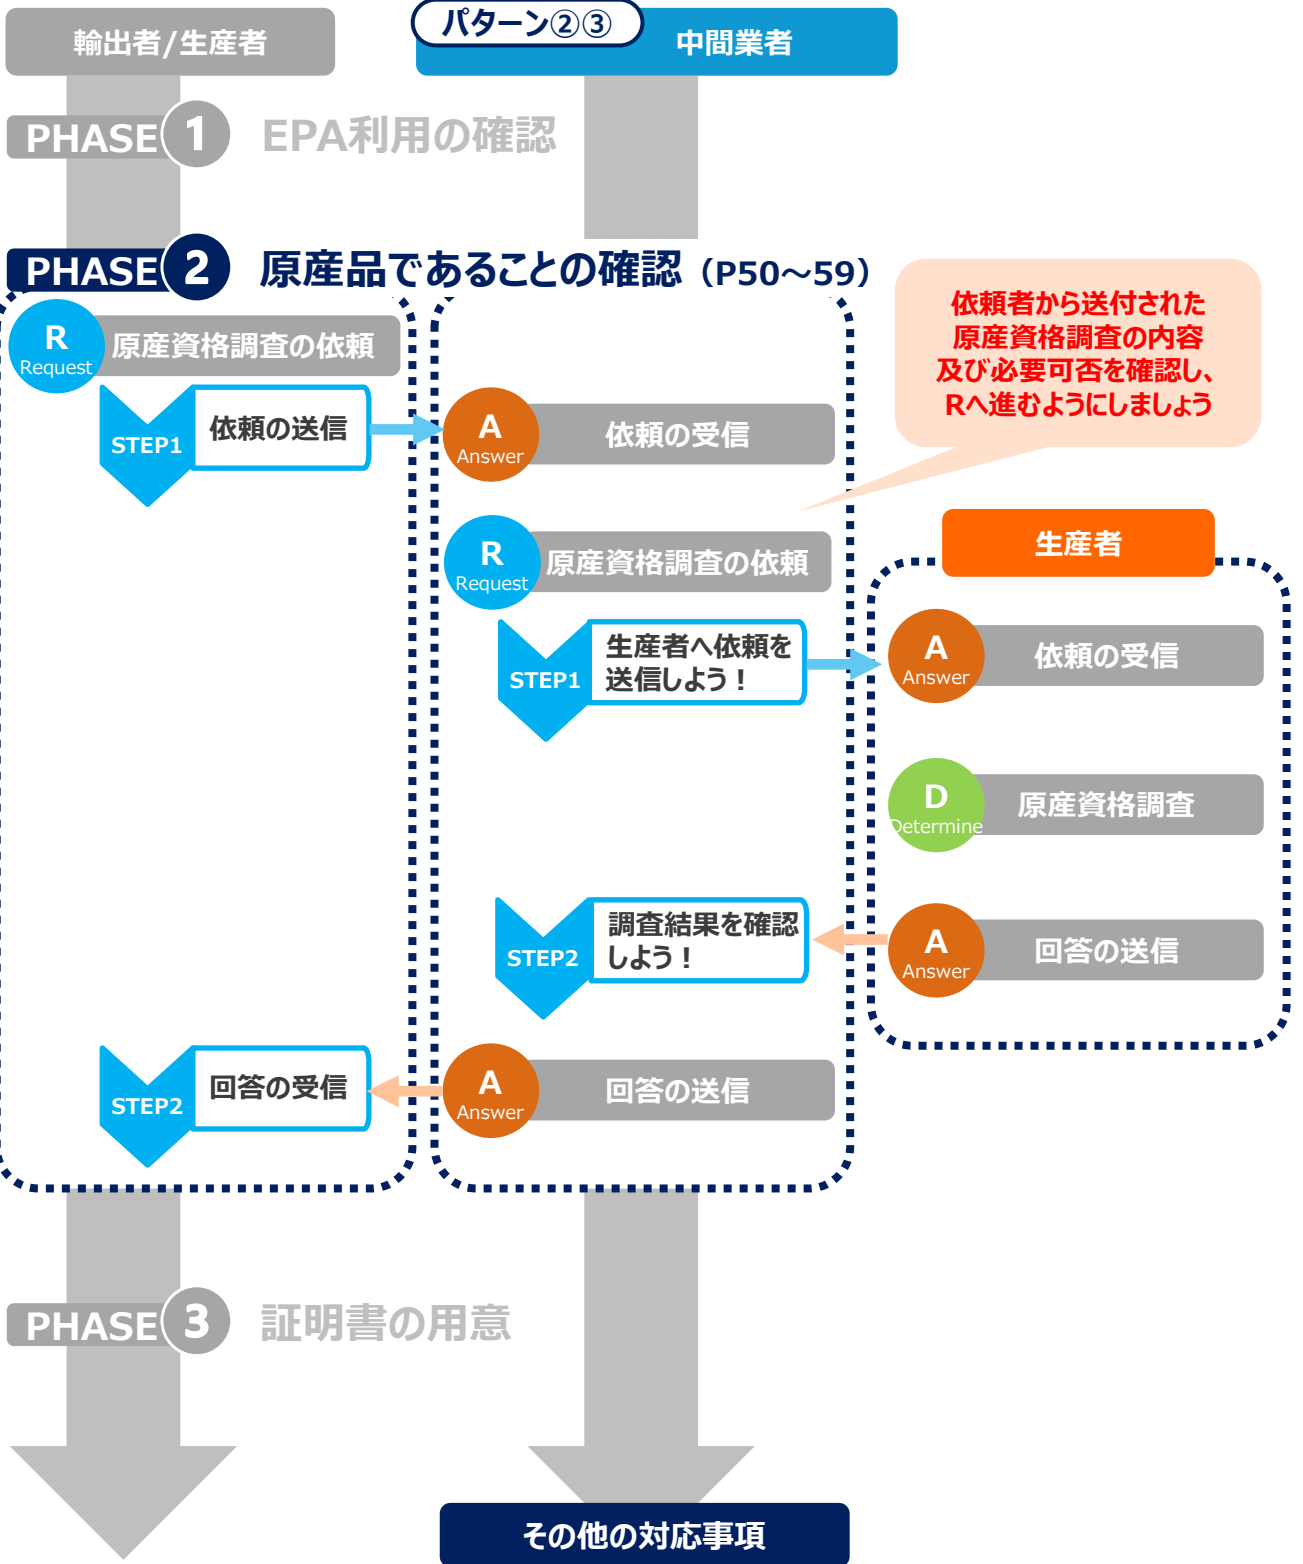 輸出者/生産者
パターン②③
中間業者
PHASE 1
EPA利用の確認
PHASE 2
原産品であることの確認（P50～59）
依頼者から送付された
原産資格調査の内容
及び必要可否を確認し、
Rへ進むようにしましょう
R
Request
原産資格調査の依頼
STEP1
依頼の送信
A
Answer
依頼の受信
R
Request
原産資格調査の依頼
生産者
STEP1
生産者へ依頼を
送信しよう！
A
Answer
依頼の受信
D
Determine
原産資格調査
STEP2
調査結果を確認
しよう！
A
Answer
回答の送信
STEP2
回答の受信
A
Answer
回答の送信
PHASE 3
証明書の用意
その他の対応事項